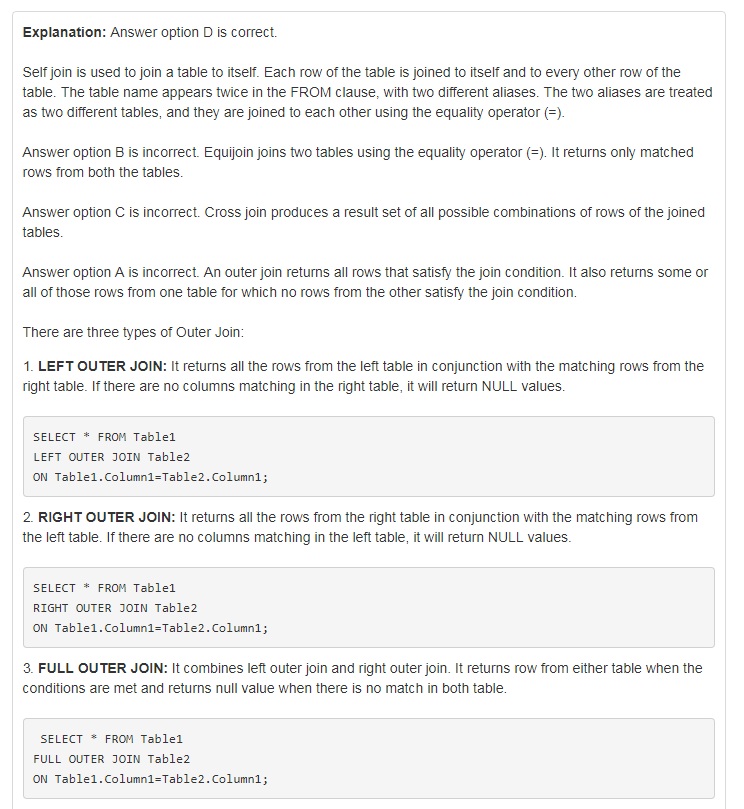 Explanation: Answer option D is correct.
Self join is used to join a table to itself. Each row of the table is joined to itself and to every other row of the
table. The table name appears twice in the FROM clause, with two different aliases. The two aliases are treated
as two different tables, and they are joined to each other using the equality operator (=).
Answer option B is incorrect. Equijoin joins two tables using the equality operator (=). It returns only matched
rows from both the tables.
Answer option C is incorrect. Cross join produces a result set of all possible combinations of rows of the joined
tables.
Answer option A is incorrect. An outer join returns all rows that satisfy the join condition. It also returns some or
all of those rows from one table for which no rows from the other satisfy the join condition.
There are three types of Outer Join:
1. LEFT OUTER JOIN: It returns all the rows from the left table in conjunction with the matching rows from the
right table. If there are no columns matching in the right table, it will return NULL values.
SELECT * FROM Table1
LEFT OUTER JOIN Table2
ON Table1.Column1=Table2.Column1;
2. RIGHT OUTER JOIN: It returns all the rows from the right table in conjunction with the matching rows from
the left table. If there are no columns matching in the left table, it will return NULL values.
SELECT * FROM Table1
RIGHT OUTER JOIN Table2
ON Table1.Column1=Table2.Column1;
3. FULL OUTER JOIN: It combines left outer join and right outer join. It returns row from either table when the
conditions are met and returns null value when there is no match in both table.
SELECT * FROM Table1
FULL OUTER JOIN Table2
ON Table1.Column1=Table2.Column1;